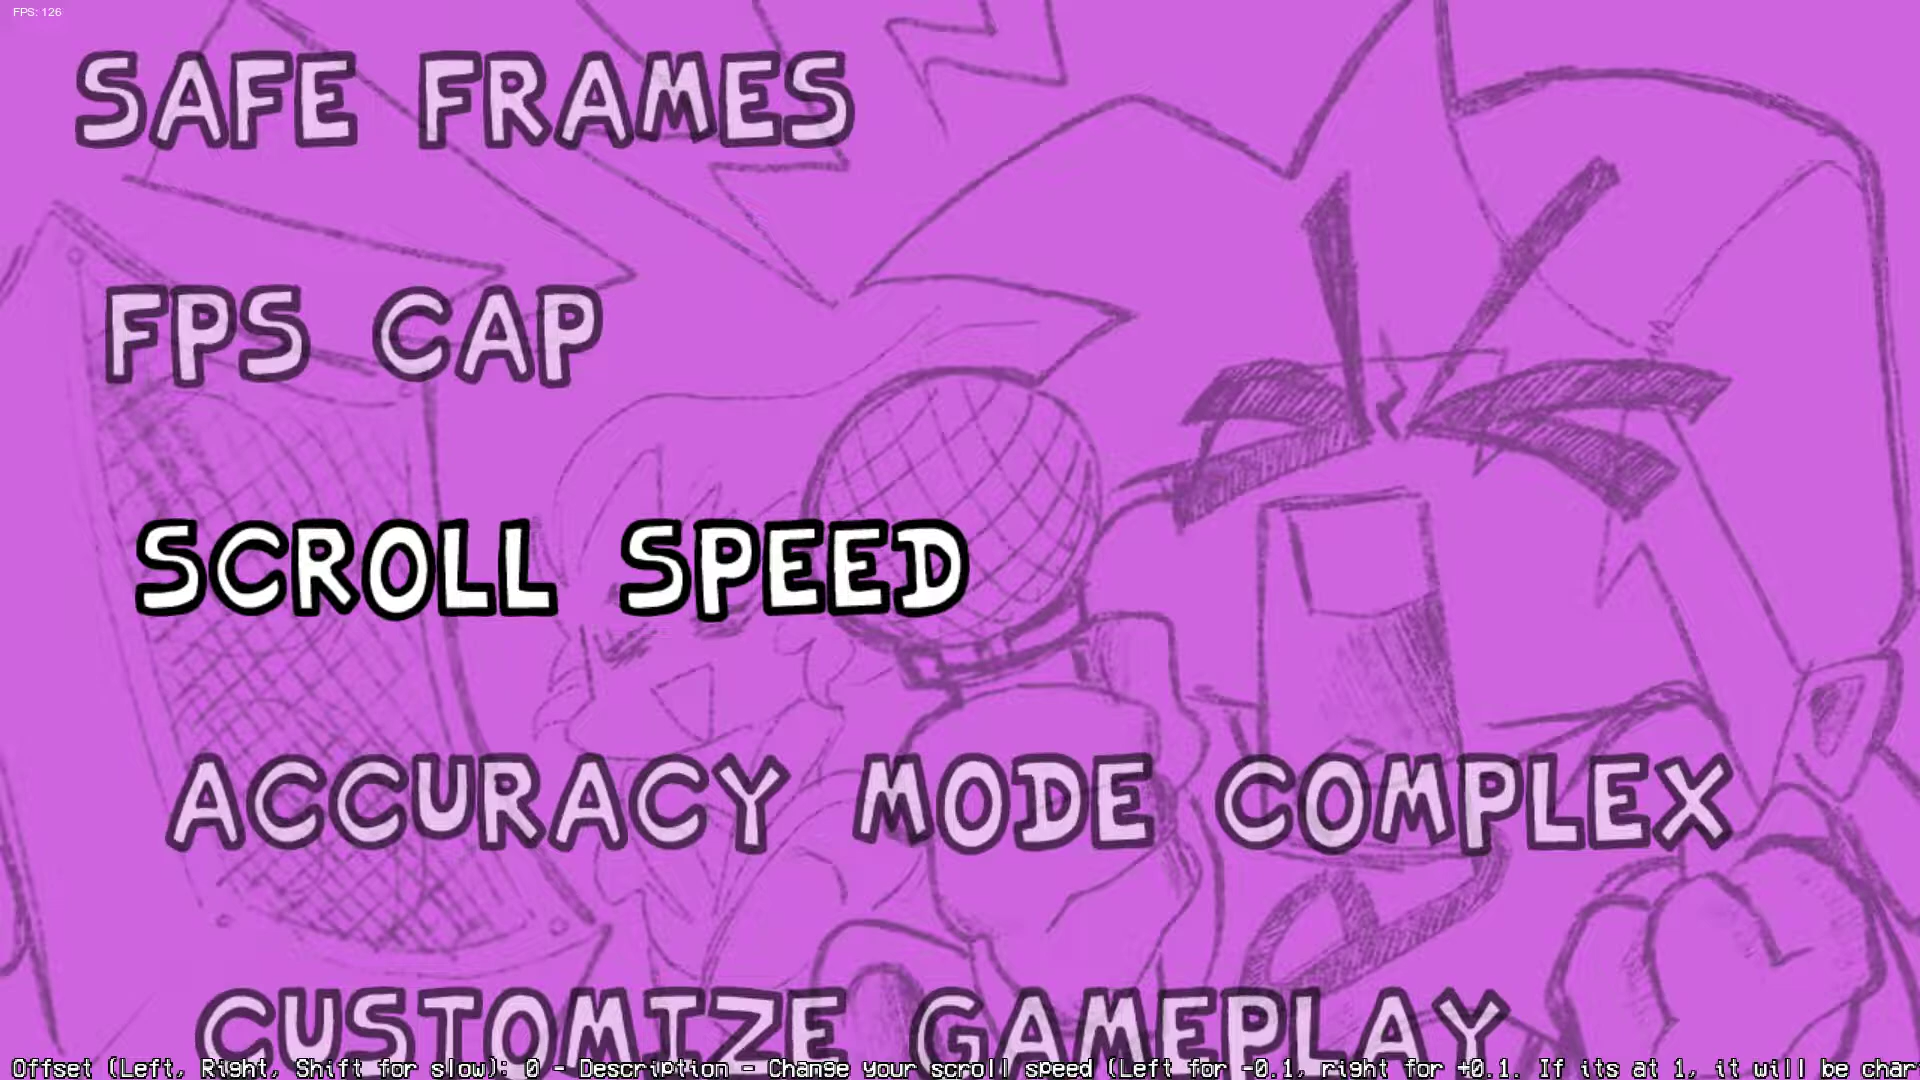 FPS: 126
SAFE FRAMES
FPS CAP
SCROLL SPEED
ACCURACY MODE COMPLEX
CUSTOMIZE GAMEPLAY
Offset (Left, Right, Shift for slow): 0 - Description - Change your scroll speed (Left for -0.1, right for +0.1. If its at 1, it will be char